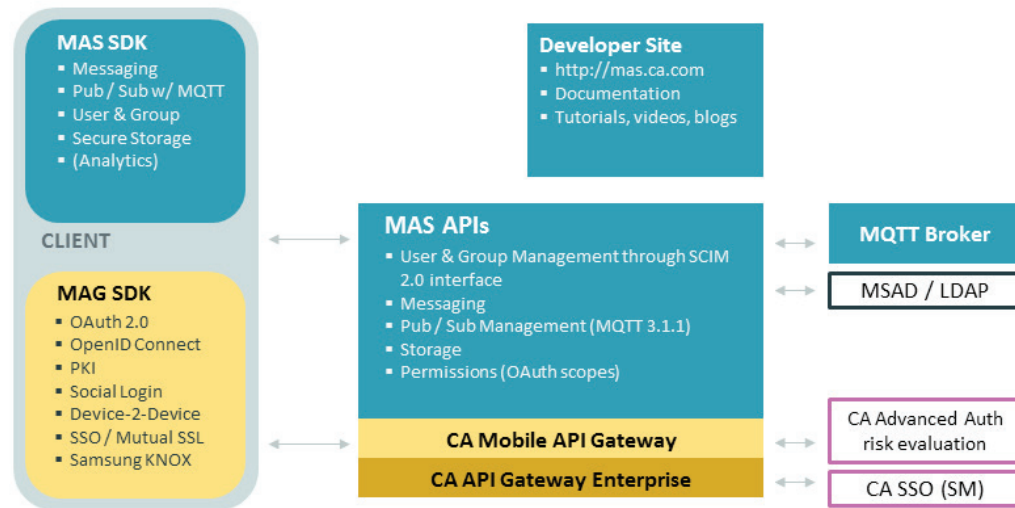 MAS SDK
▪ Messaging
▪ Pub / Sub w/ MQTT
▪ User & Group
▪ Secure Storage
▪ (Analytics)
CLIENT
MAG SDK
▪ OAuth 2.0
▪ OpenID Connect
▪ PKI
▪ Social Login
▪ Device-2-Device
▪ SSO / Mutual SSL
▪ Samsung KNOX
Developer Site
▪ http://mas.ca.com
▪ Documentation
▪ Tutorials, videos, blogs
MAS APIs
▪ User & Group Management through SCIM
2.0 interface
▪ Messaging
▪ Pub / Sub Management (MQTT 3.1.1)
▪ Storage
▪ Permissions (OAuth scopes)
CA Mobile API Gateway
CA API Gateway Enterprise
MQTT Broker
MSAD / LDAP
CA Advanced Auth
risk evaluation
CA SSO (SM)